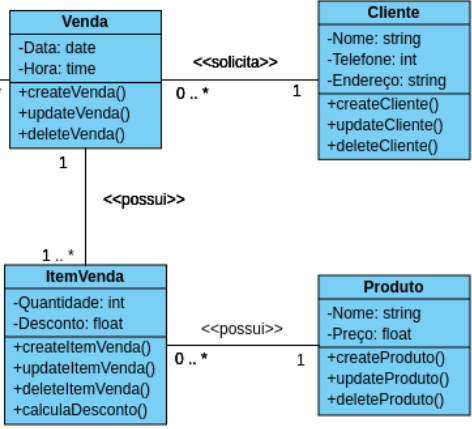 Venda
-Data: date
-Hora: time
+createVenda()
+updateVenda()
+deleteVenda()
*
<<solicita>>
0 .. *
1
Cliente
-Nome: string
-Telefone: int
-Endereço: string
+createCliente()
+updateCliente()
+deleteCliente()
1
<<possui>>
1 .. *
ItemVenda
-Quantidade: int
-Desconto: float
+createItemVenda()
+updateItemVenda()
+deleteItemVenda()
+calculaDesconto()
<<possui>>
0 .. *
1
Produto
-Nome: string
-Preço: float
+createProduto()
+updateProduto()
+deleteProduto()